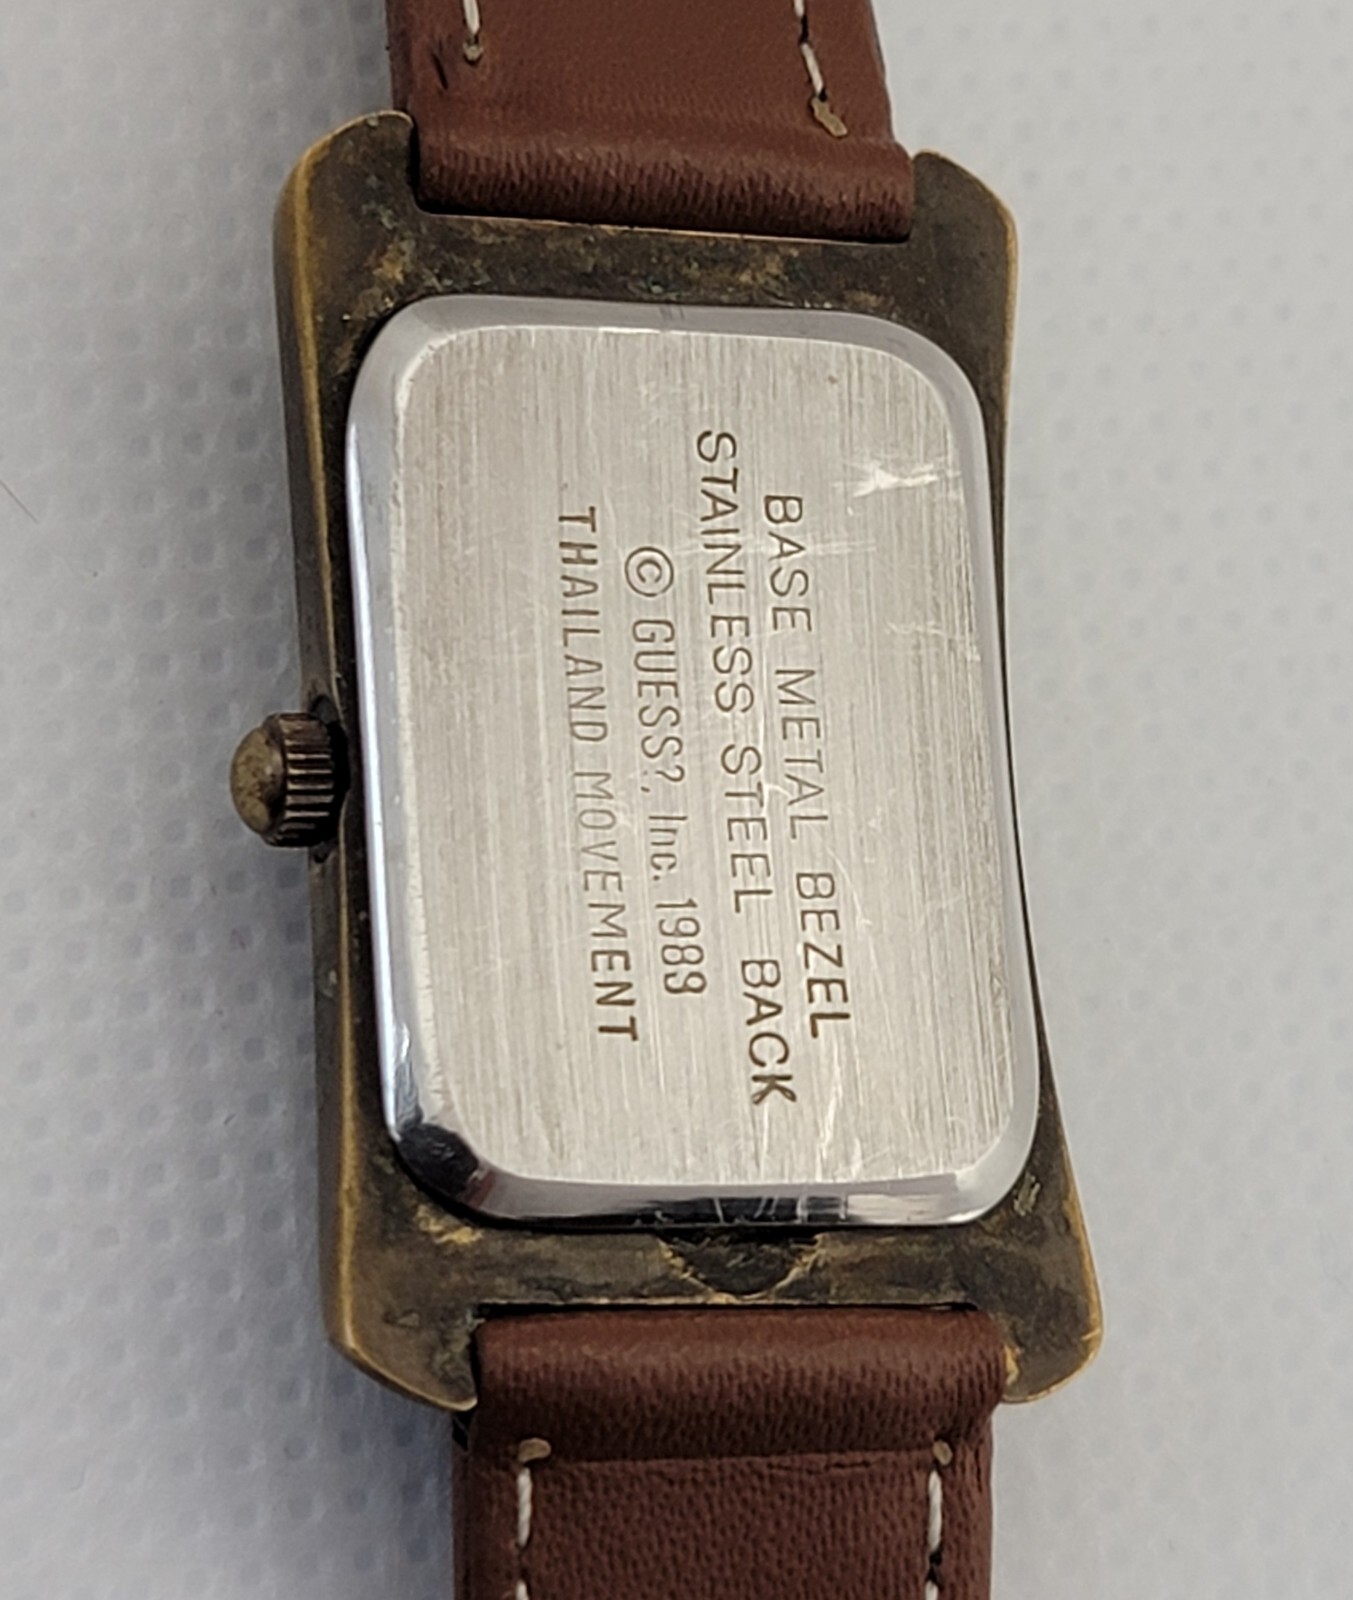 BASE METAL BEZEL
STAINLESS STEEL BACK
© GUESS?, Inc. 1989
THAILAND MOVEMENT